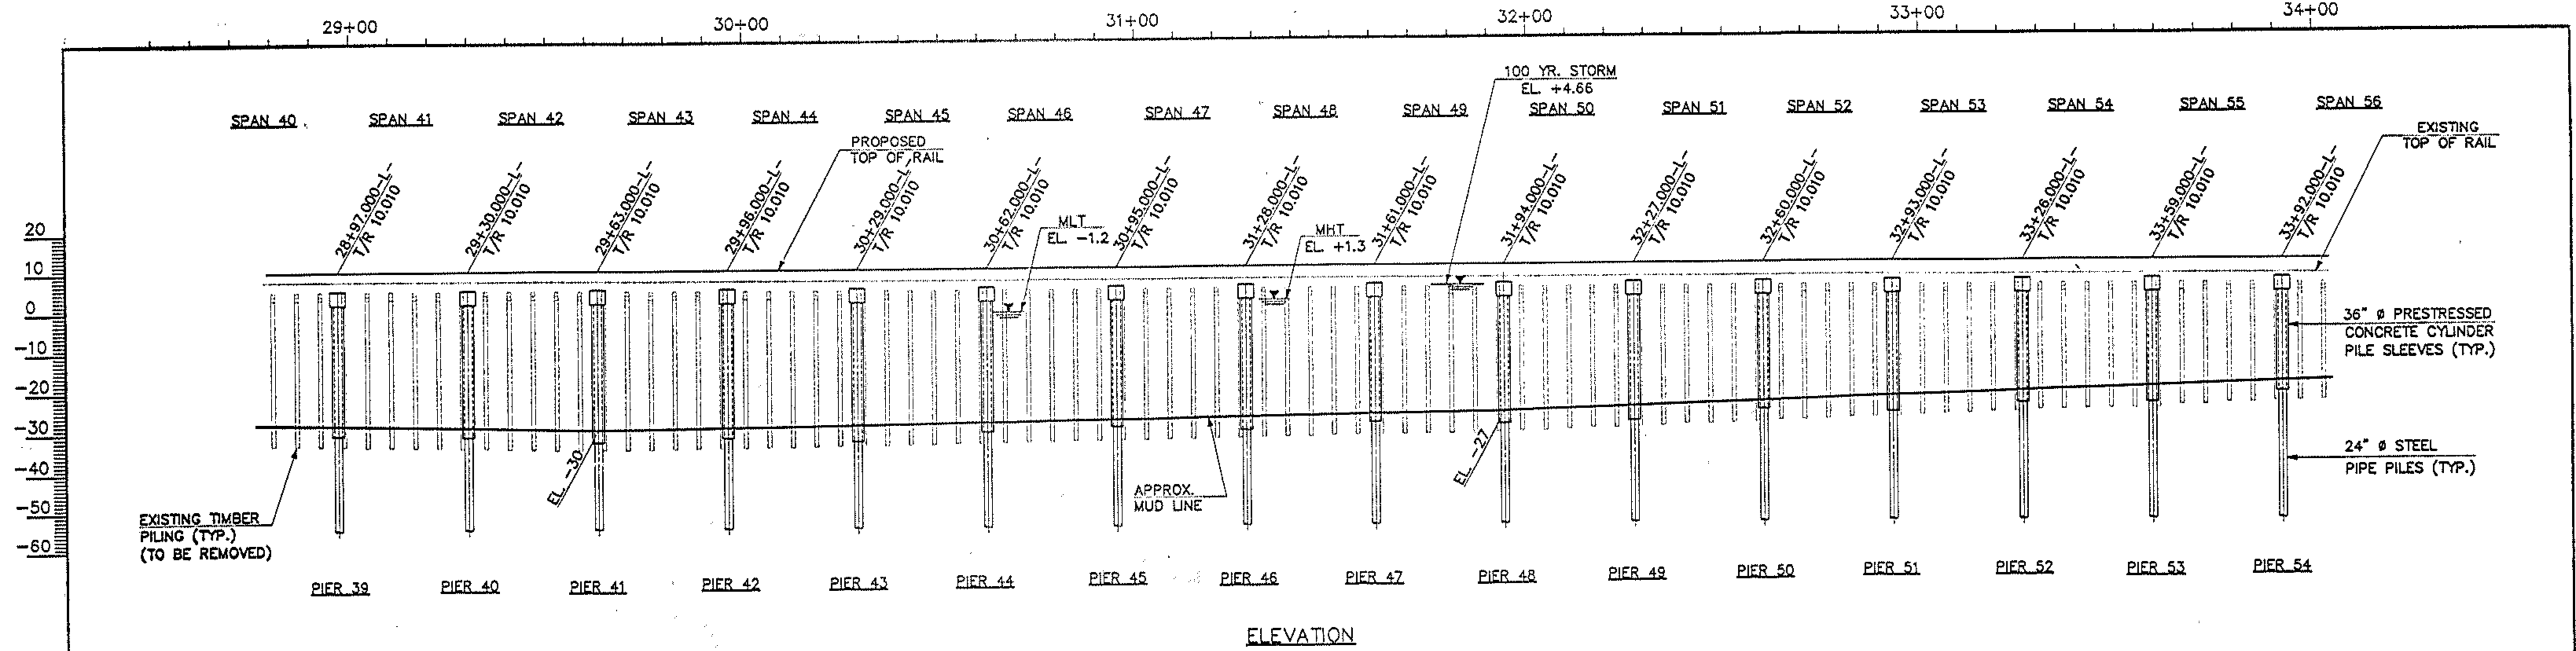 29+00 30+00 31+00 32+00 33+00 34+00
100 YR. STORM
EL. +4.66
SPAN 40 SPAN 41 SPAN 42 SPAN 43 SPAN 44 SPAN 45 SPAN 46 SPAN 47 SPAN 48 SPAN 49 SPAN 50 SPAN 51 SPAN 52 SPAN 53 SPAN 54 SPAN 55 SPAN 56
PROPOSED
TOP OF RAIL
EXISTING
TOP OF RAIL
28+97.000-L-
T/R 10.010
29+30.000-L-
T/R 10.010
29+63.000-L-
T/R 10.010
29+96.000-L-
T/R 10.010
30+29.000-L-
T/R 10.010
30+62.000-L-
T/R 10.010
30+95.000-L-
T/R 10.010
31+28.000-L-
T/R 10.010
31+61.000-L-
T/R 10.010
31+94.000-L-
T/R 10.010
32+27.000-L-
T/R 10.010
32+60.000-L-
T/R 10.010
32+93.000-L-
T/R 10.010
33+26.000-L-
T/R 10.010
33+59.000-L-
T/R 10.010
33+92.000-L-
T/R 10.010
MLT
EL. -1.2
MHT
EL. +1.3
20
10
0
-10
-20
-30
-40
-50
-60
36" Ø PRESTRESSED
CONCRETE CYLINDER
PILE SLEEVES (TYP.)
24" Ø STEEL
PIPE PILES (TYP.)
EL. -30
EL. -27
APPROX.
MUD LINE
EXISTING TIMBER
PILING (TYP.)
(TO BE REMOVED)
PIER 39 PIER 40 PIER 41 PIER 42 PIER 43 PIER 44 PIER 45 PIER 46 PIER 47 PIER 48 PIER 49 PIER 50 PIER 51 PIER 52 PIER 53 PIER 54
ELEVATION